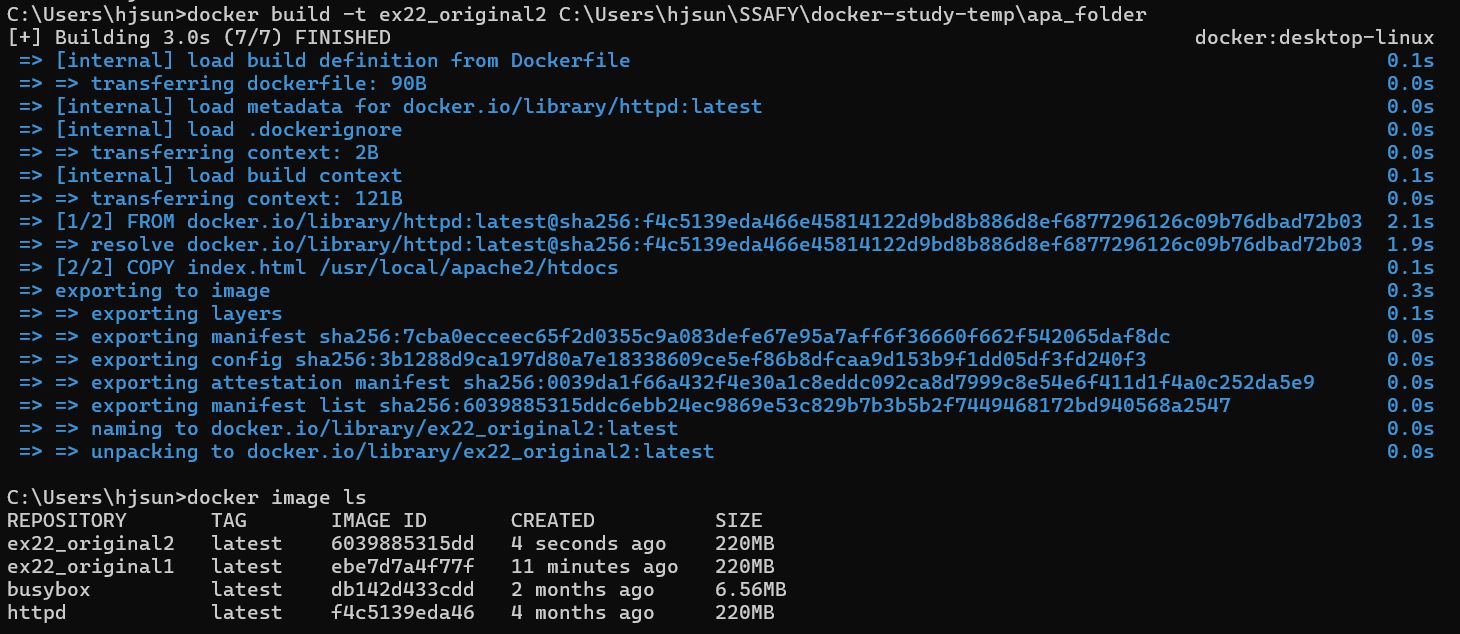 C:\Users\hjsun>docker build -t ex22_original2 C:\Users\hjsun\SSAFY\docker-study-temp\apa_folder
[+] Building 3.0s (7/7) FINISHED docker:desktop-linux
=> [internal] load build definition from Dockerfile 0.1s
=> => transferring dockerfile: 90B 0.0s
=> [internal] load metadata for docker.io/library/httpd:latest 0.0s
=> [internal] load .dockerignore 0.0s
=> => transferring context: 2B 0.0s
=> [internal] load build context 0.1s
=> => transferring context: 121B 0.0s
=> [1/2] FROM docker.io/library/httpd:latest@sha256:f4c5139eda466e45814122d9bd8b886d8ef6877296126c09b76dbad72b03 2.1s
=> => resolve docker.io/library/httpd:latest@sha256:f4c5139eda466e45814122d9bd8b886d8ef6877296126c09b76dbad72b03 1.9s
=> [2/2] COPY index.html /usr/local/apache2/htdocs 0.1s
=> exporting to image 0.3s
=> => exporting layers 0.1s
=> => exporting manifest sha256:7cba0ecceec65f2d0355c9a083defe67e95a7aff6f36660f662f542065daf8dc 0.0s
=> => exporting config sha256:3b1288d9ca197d80a7e18338609ce5ef86b8dfcaa9d153b9f1dd05df3fd240f3 0.0s
=> => exporting attestation manifest sha256:0039da1f66a432f4e30a1c8eddc092ca8d7999c8e54e6f411d1f4a0c252da5e9 0.0s
=> => exporting manifest list sha256:6039885315ddc6ebb24ec9869e53c829b7b3b5b2f7449468172bd940568a2547 0.0s
=> => naming to docker.io/library/ex22_original2:latest 0.0s
=> => unpacking to docker.io/library/ex22_original2:latest 0.0s
C:\Users\hjsun>docker image ls
REPOSITORY TAG IMAGE ID CREATED SIZE
ex22_original2 latest 6039885315dd 4 seconds ago 220MB
ex22_original1 latest ebe7d7a4f77f 11 minutes ago 220MB
busybox latest db142d433cdd 2 months ago 6.56MB
httpd latest f4c5139eda46 4 months ago 220MB